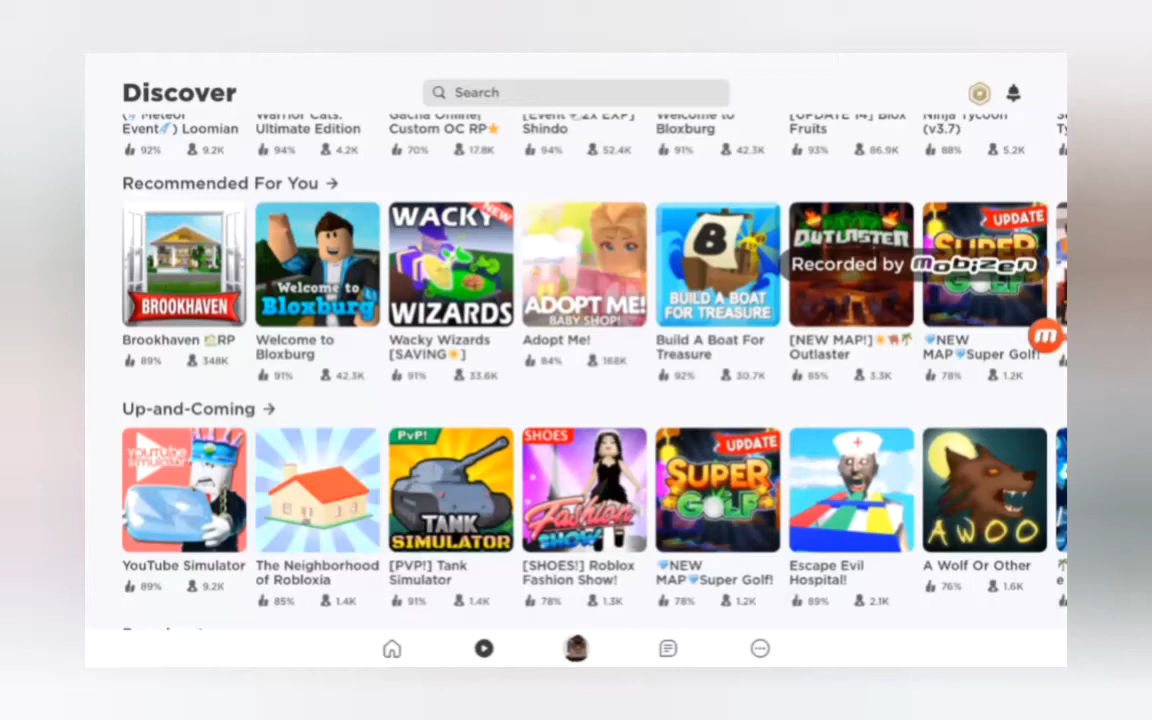 Discover
Search
Event🚀) Loomian
Ultimate Edition
Custom OC RP⭐
Shindo
Bloxburg
Fruits
(v3.7)
92% 9.2K
94% 4.2K
70% 17.8K
94% 52.4K
91% 42.3K
93% 86.9K
88% 5.2K
Recommended For You →
BROOKHAVEN
Welcome to
Bloxburg
WACKY
NEW
WIZARDS
ADOPT ME!
BABY SHOP!
B
BUILD A BOAT
FOR TREASURE
OUTLASTER
UPDATE
SUPER
GOLF
Recorded by mobizen
m
Brookhaven 🏡RP
89% 348K
Welcome to
Bloxburg
91% 42.3K
Wacky Wizards
[SAVING☀️]
91% 33.6K
Adopt Me!
84% 168K
Build A Boat For
Treasure
92% 30.7K
[NEW MAP!]☀️🌴
Outlaster
85% 3.3K
💎NEW
MAP💎Super Golf!
78% 1.2K
Up-and-Coming →
YOUTUBE
simulator
PvP!
TANK
SIMULATOR
SHOES
Fashion
SHOW
UPDATE
SUPER
GOLF
AWOO
YouTube Simulator
89% 9.2K
The Neighborhood
of Robloxia
85% 1.4K
[PVP!] Tank
Simulator
91% 1.4K
[SHOES!] Roblox
Fashion Show!
78% 1.3K
💎NEW
MAP💎Super Golf!
78% 1.2K
Escape Evil
Hospital!
89% 2.1K
A Wolf Or Other
76% 1.6K